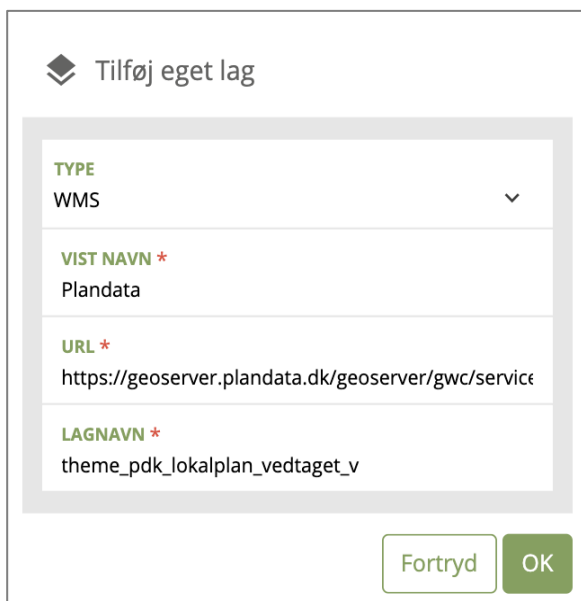 Tilføj eget lag
TYPE
WMS
VIST NAVN *
Plandata
URL *
https://geoserver.plandata.dk/geoserver/gwc/service
LAGNAVN *
theme_pdk_lokalplan_vedtaget_v
Fortryd OK